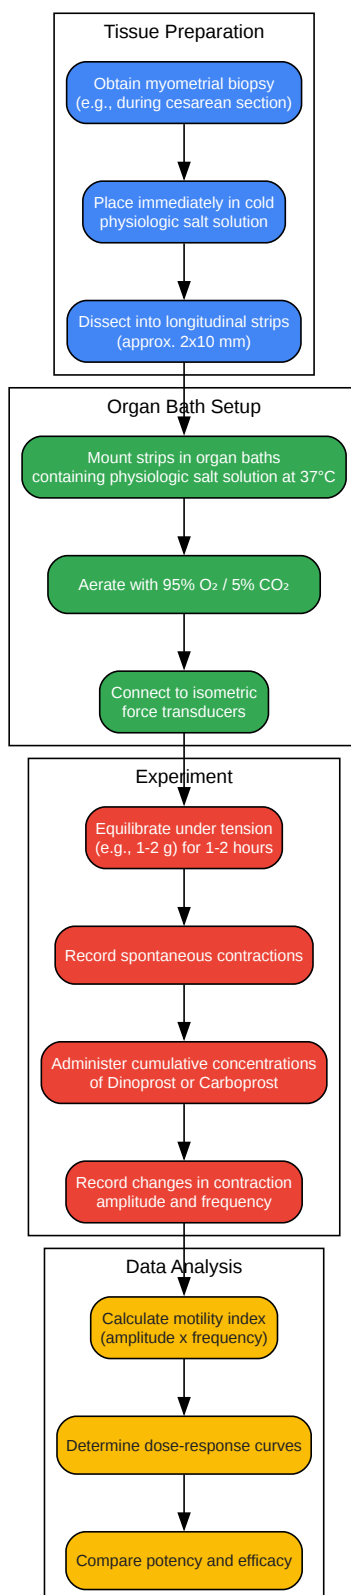 Tissue Preparation
Obtain myometrial biopsy
(e.g., during cesarean section)
Place immediately in cold
physiologic salt solution
Dissect into longitudinal strips
(approx. 2x10 mm)
Organ Bath Setup
Mount strips in organ baths
containing physiologic salt solution at 37°C
Aerate with 95% O₂ / 5% CO₂
Connect to isometric
force transducers
Experiment
Equilibrate under tension
(e.g., 1-2 g) for 1-2 hours
Record spontaneous contractions
Administer cumulative concentrations
of Dinoprost or Carboprost
Record changes in contraction
amplitude and frequency
Data Analysis
Calculate motility index
(amplitude x frequency)
Determine dose-response curves
Compare potency and efficacy